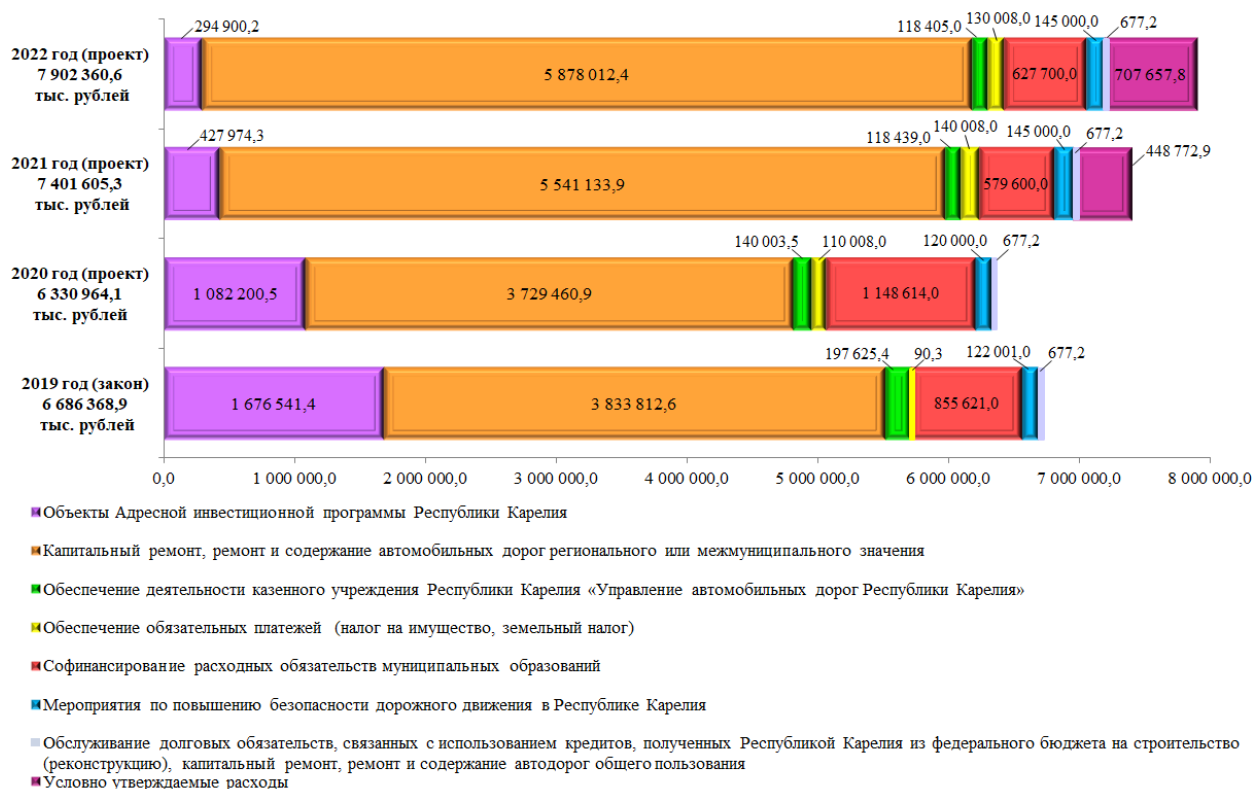 294 900,2
118 405,0
130 008,0
145 000,0
677,2
2022 год (проект)
7 902 360,6
тыс. рублей
5 878 012,4
627 700,0
707 657,8
427 974,3
118 439,0
140 008,0
145 000,0
677,2
448 772,9
2021 год (проект)
7 401 605,3
тыс. рублей
5 541 133,9
579 600,0
140 003,5
110 008,0
120 000,0
677,2
2020 год (проект)
6 330 964,1
тыс. рублей
1 082 200,5
3 729 460,9
1 148 614,0
197 625,4
90,3
122 001,0
677,2
2019 год (закон)
6 686 368,9
тыс. рублей
1 676 541,4
3 833 812,6
855 621,0
0,0
1 000 000,0
2 000 000,0
3 000 000,0
4 000 000,0
5 000 000,0
6 000 000,0
7 000 000,0
8 000 000,0
Объекты Адресной инвестиционной программы Республики Карелия
Капитальный ремонт, ремонт и содержание автомобильных дорог регионального или межмуниципального значения
Обеспечение деятельности казенного учреждения Республики Карелия «Управление автомобильных дорог Республики Карелия»
Обеспечение обязательных платежей (налог на имущество, земельный налог)
Софинансирование расходных обязательств муниципальных образований
Мероприятия по повышению безопасности дорожного движения в Республике Карелия
Обслуживание долговых обязательств, связанных с использованием кредитов, полученных Республикой Карелия из федерального бюджета на строительство
(реконструкцию), капитальный ремонт, ремонт и содержание автодорог общего пользования
Условно утверждаемые расходы